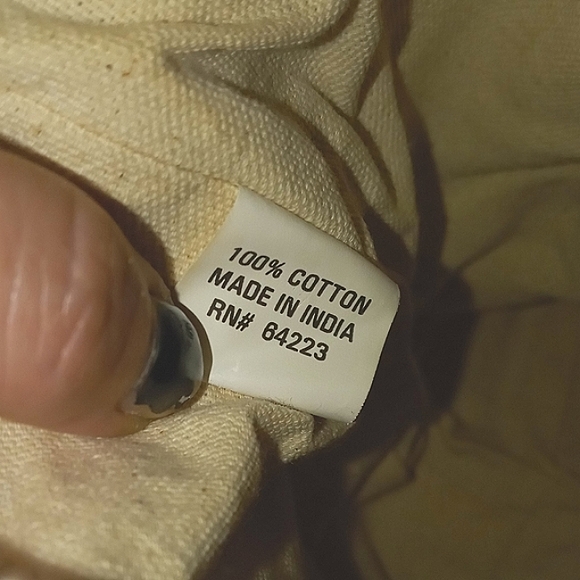 100% COTTON
MADE IN INDIA
RN# 64223